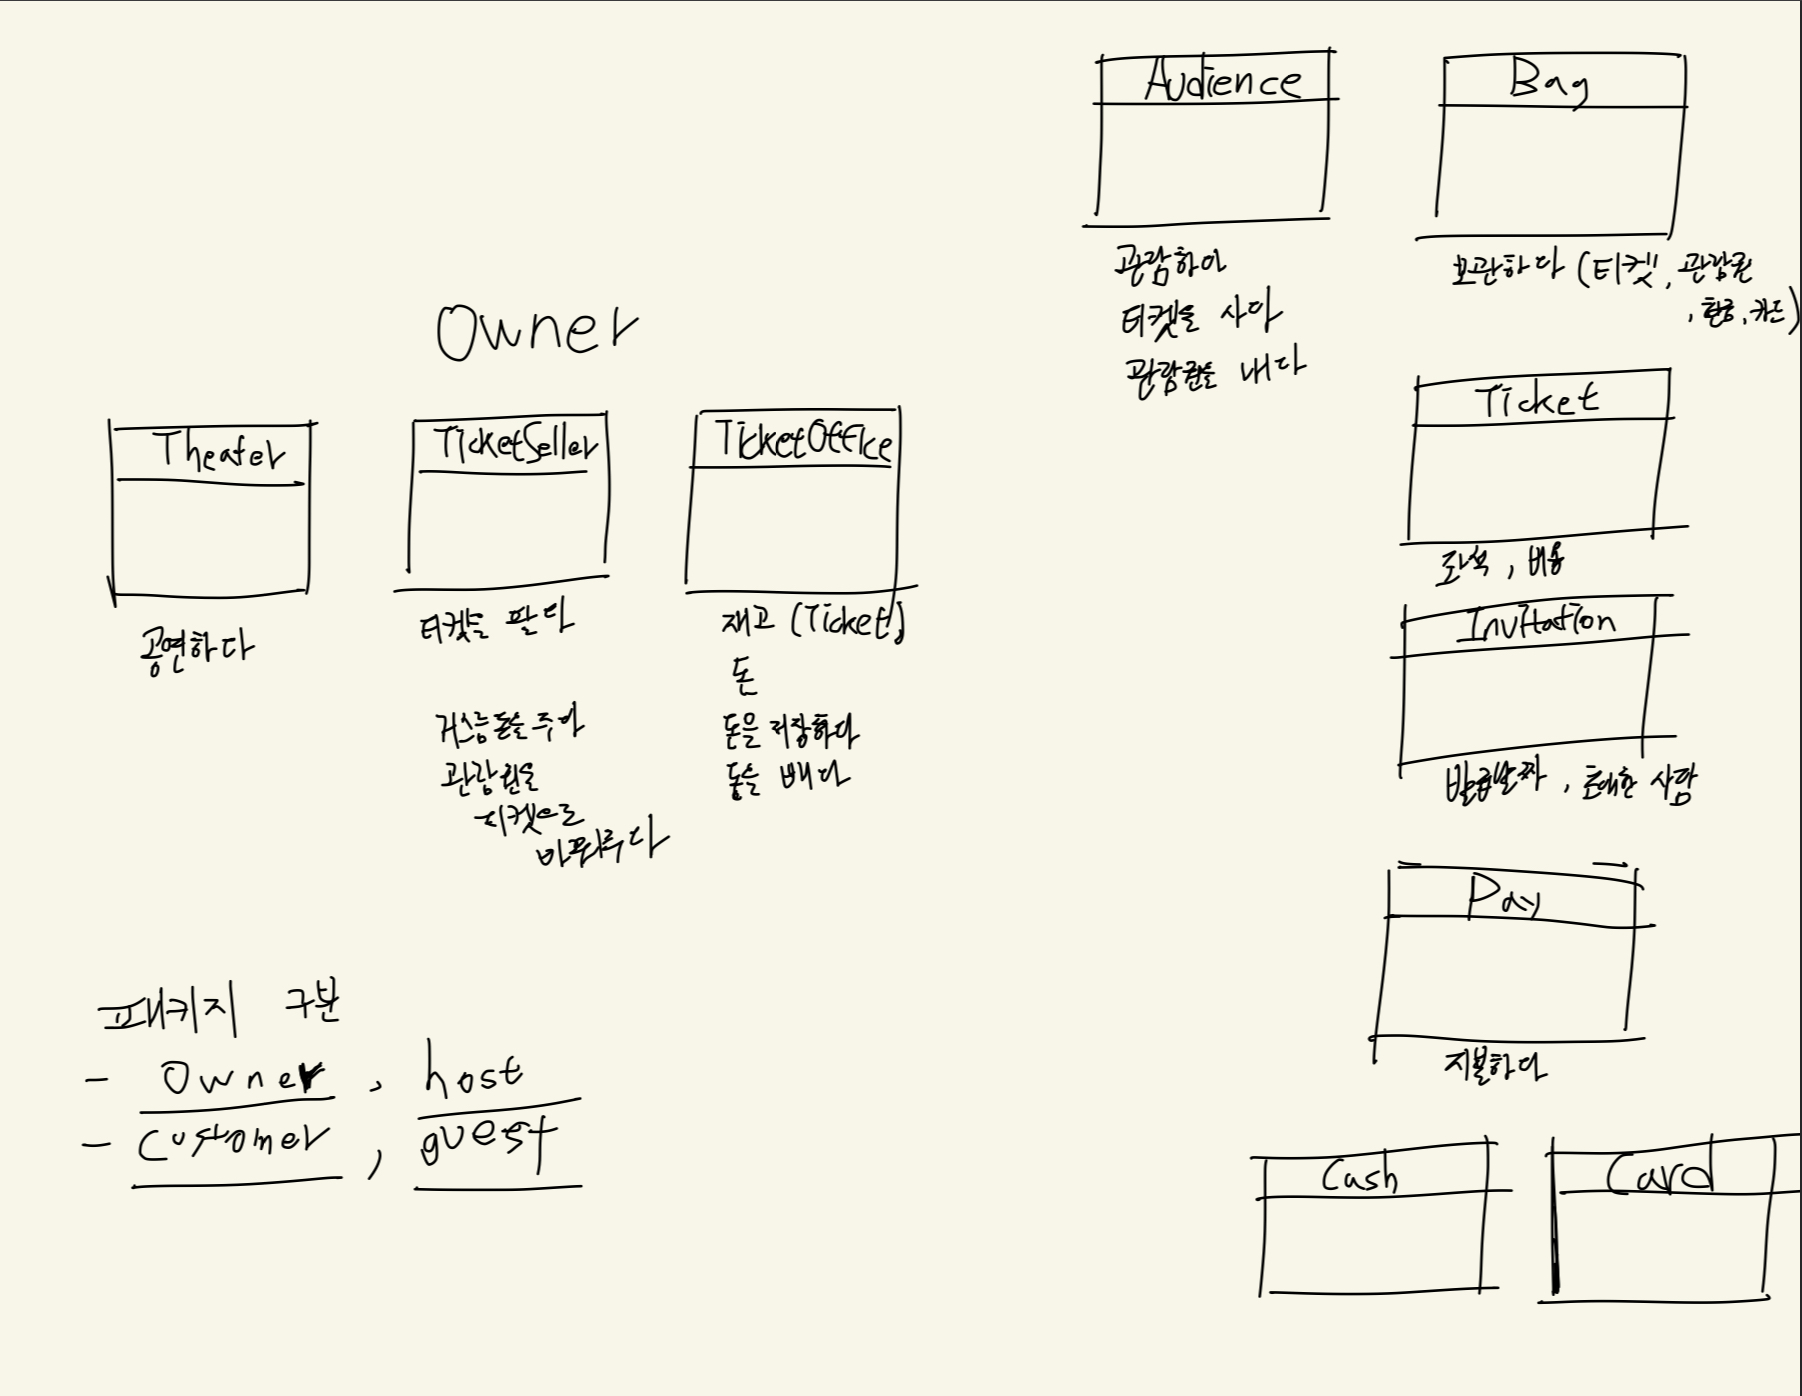 Owner
Theater
공연하다
TicketSeller
티켓을 팔다
거스름돈을 주다
관람권을
티켓으로
바꿔주다
TicketOffice
재고 (Ticket)
돈
돈을 저장하다
돈을 빼다
Audience
관람하다
티켓을 사다
관람권을 내다
Bag
보관하다 (티켓, 관람권
, 현금, 카드)
Ticket
좌석, 비용
Invitation
발급날짜, 초대한 사람
Pay
지불하다
Cash
Card
패키지 구분
- Owner, host
- Customer, guest